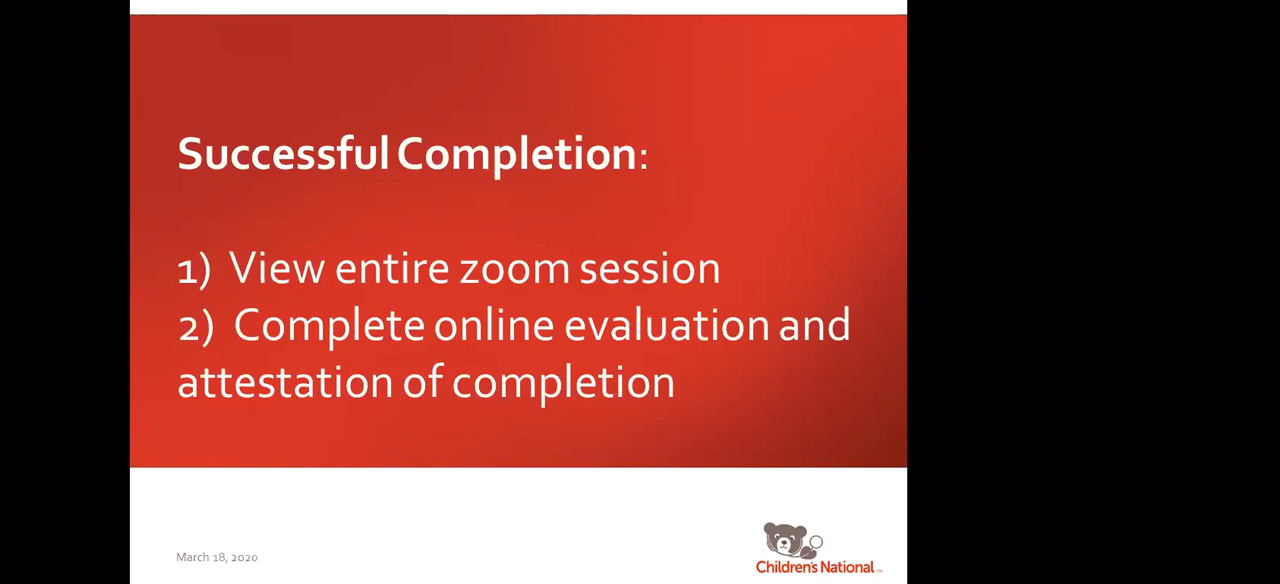 Successful Completion:
1) View entire zoom session
2) Complete online evaluation and
attestation of completion
March 18, 2020
Children's National